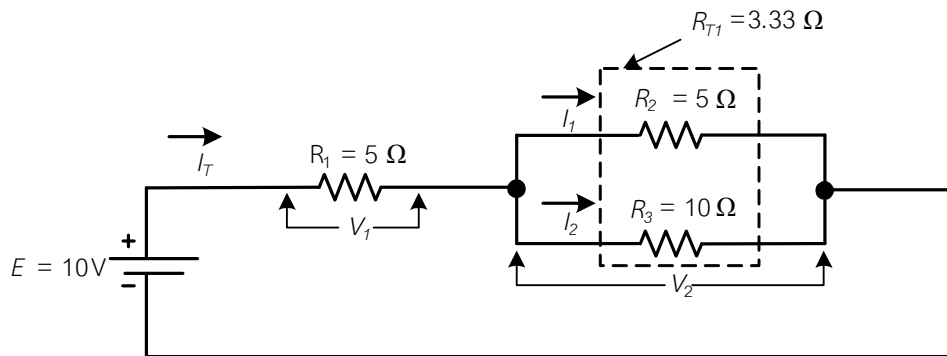 R_T1 = 3.33 Ω
I_1
R_2 = 5 Ω
I_T
R_1 = 5 Ω
I_2
R_3 = 10 Ω
V_1
+
E = 10V
−
V_2